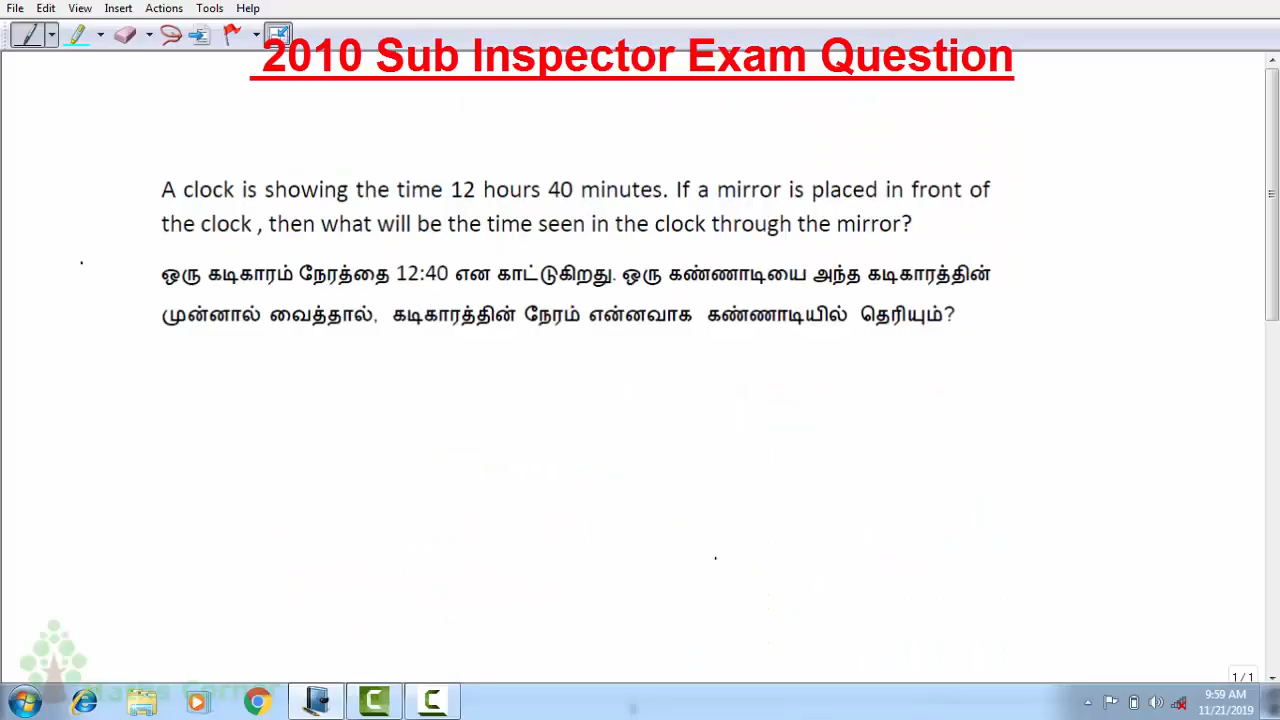 File Edit View Insert Actions Tools Help
2010 Sub Inspector Exam Question
A clock is showing the time 12 hours 40 minutes. If a mirror is placed in front of
the clock , then what will be the time seen in the clock through the mirror?
ஒரு கடிகாரம் நேரத்தை 12:40 என காட்டுகிறது. ஒரு கண்ணாடியை அந்த கடிகாரத்தின்
முன்னால் வைத்தால், கடிகாரத்தின் நேரம் என்னவாக கண்ணாடியில் தெரியும்?
1/1
Maths Corner
9:59 AM
11/21/2019